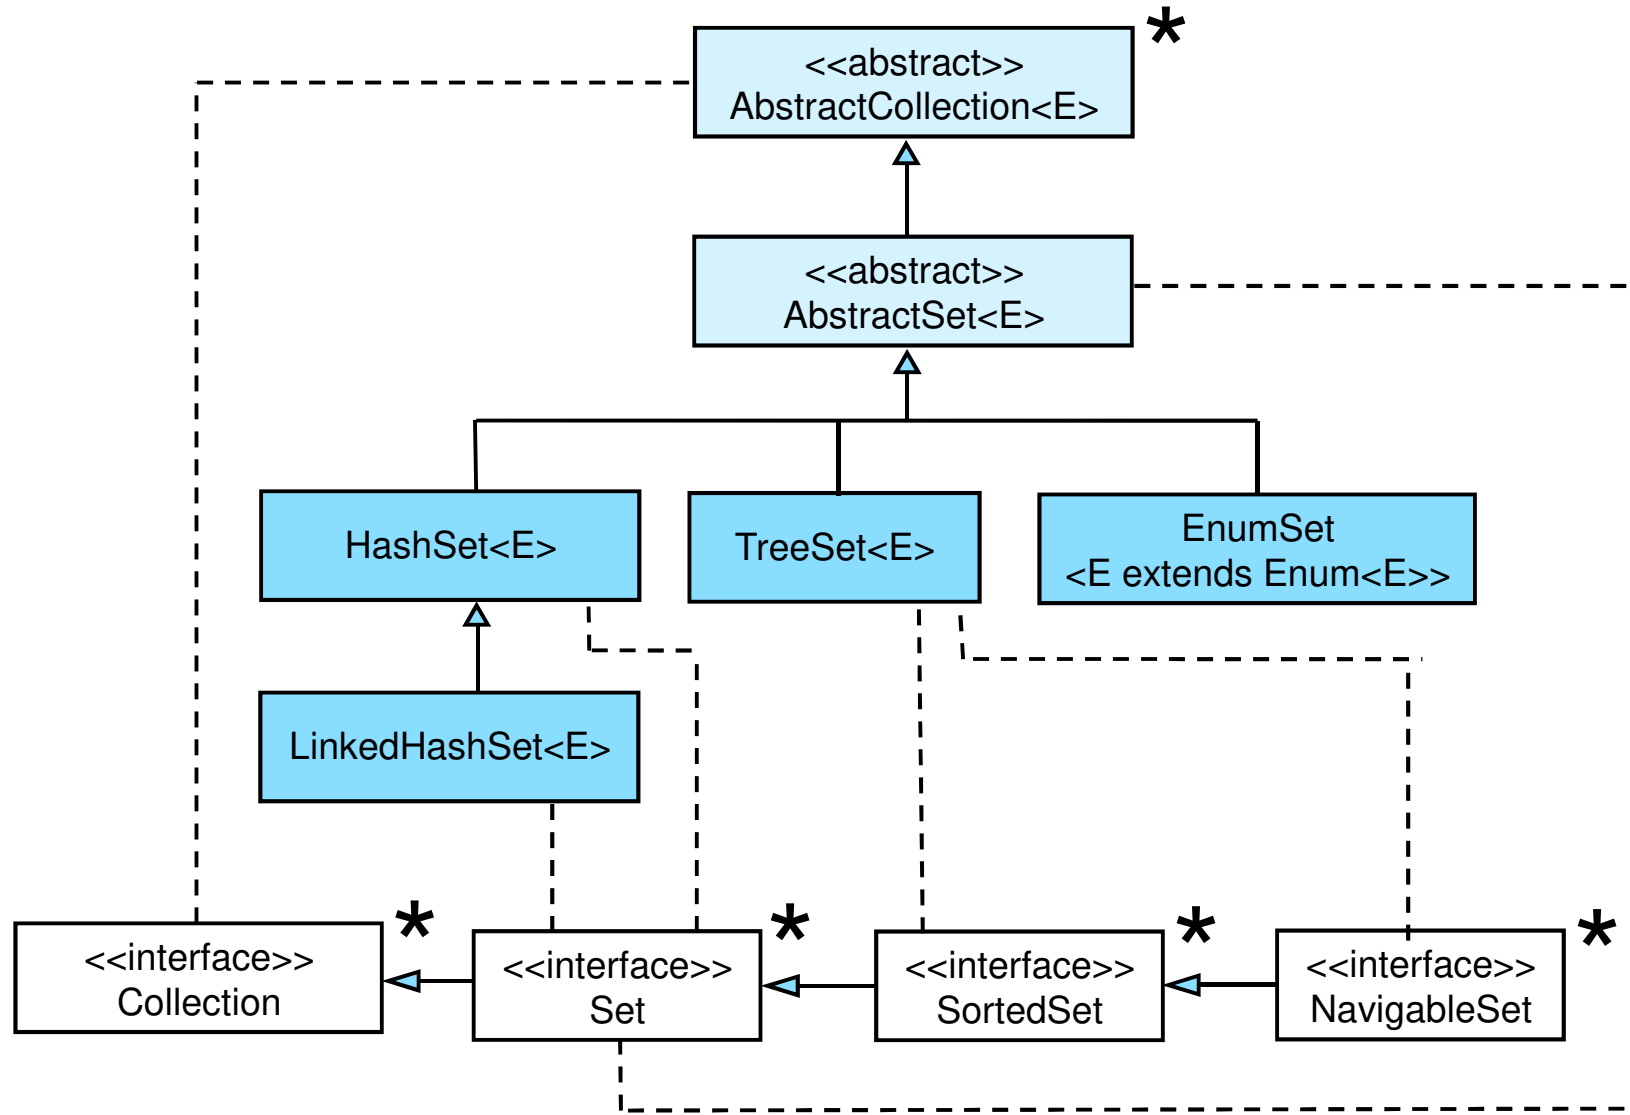 *
<<abstract>>
AbstractCollection<E>
<<abstract>>
AbstractSet<E>
HashSet<E>
TreeSet<E>
EnumSet
<E extends Enum<E>>
LinkedHashSet<E>
*
<<interface>>
Collection
*
<<interface>>
Set
*
<<interface>>
SortedSet
*
<<interface>>
NavigableSet